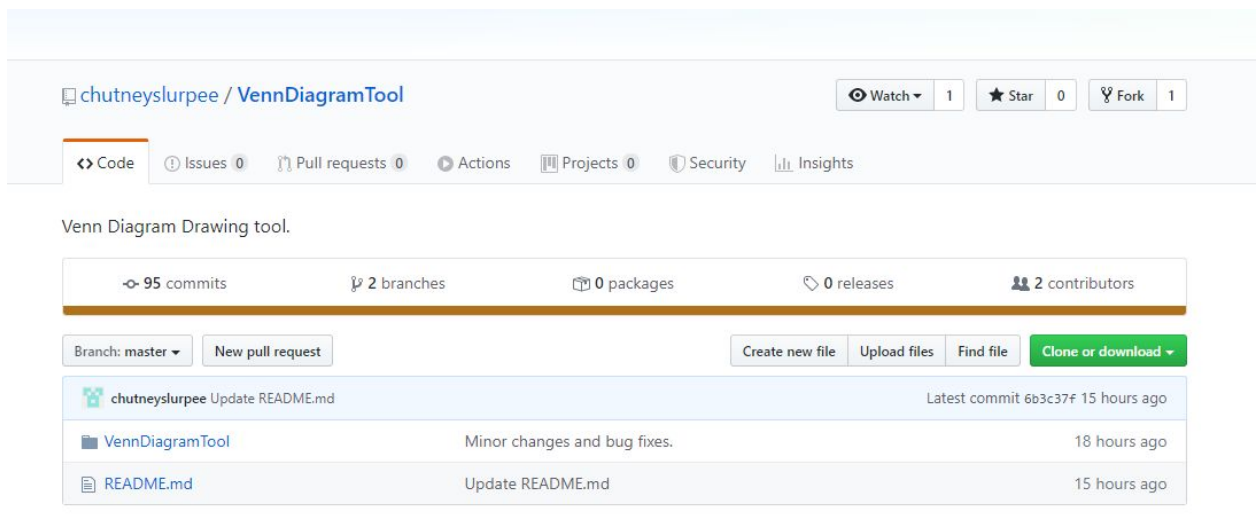 chutneyslurpee / VennDiagramTool Watch 1 Star 0 Fork 1
Code Issues 0 Pull requests 0 Actions Projects 0 Security Insights
Venn Diagram Drawing tool.
95 commits 2 branches 0 packages 0 releases 2 contributors
Branch: master New pull request Create new file Upload files Find file Clone or download
chutneyslurpee Update README.md Latest commit 6b3c37f 15 hours ago
VennDiagramTool Minor changes and bug fixes. 18 hours ago
README.md Update README.md 15 hours ago